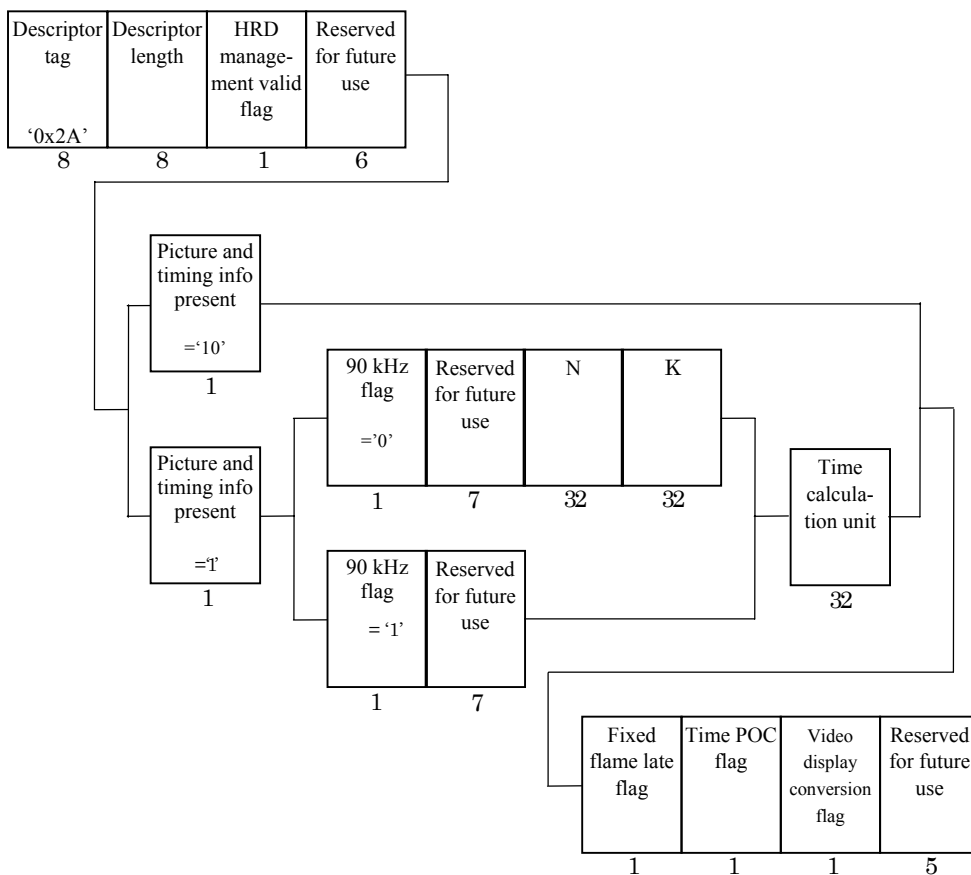 Descriptor
tag
‘0x2A’
8
Descriptor
length
8
HRD
manage-
ment valid
flag
1
Reserved
for future
use
6
Picture and
timing info
present
=‘10’
1
Picture and
timing info
present
=‘1’
1
90 kHz
flag
=’0’
1
Reserved
for future
use
7
N
32
K
32
90 kHz
flag
= ‘1’
1
Reserved
for future
use
7
Time
calcula-
tion unit
32
Fixed
flame late
flag
1
Time POC
flag
1
Video
display
conversion
flag
1
Reserved
for future
use
5